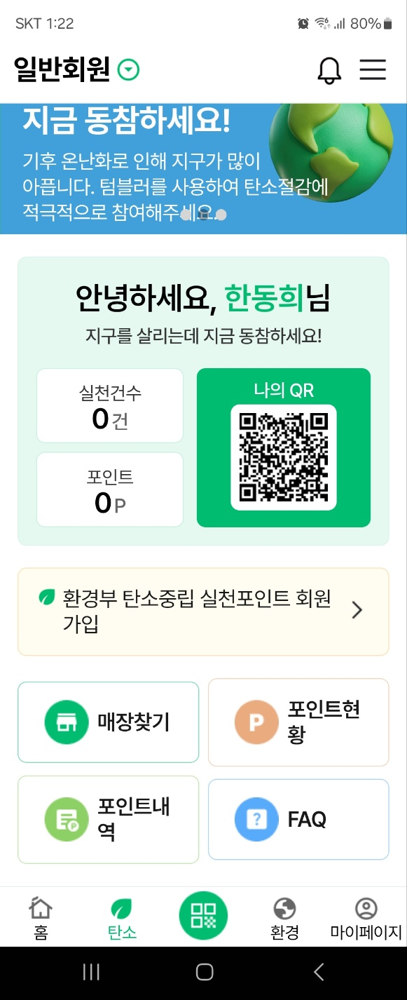 SKT 1:22
80%
일반회원
지금 동참하세요!
기후 온난화로 인해 지구가 많이
아픕니다. 텀블러를 사용하여 탄소절감에
적극적으로 참여해주세요.
안녕하세요, 한동희님
지구를 살리는데 지금 동참하세요!
실천건수
0건
나의 QR
포인트
0P
환경부 탄소중립 실천포인트 회원
가입
매장찾기
포인트현
황
P
포인트내
역
P
FAQ
?
홈
탄소
환경
마이페이지